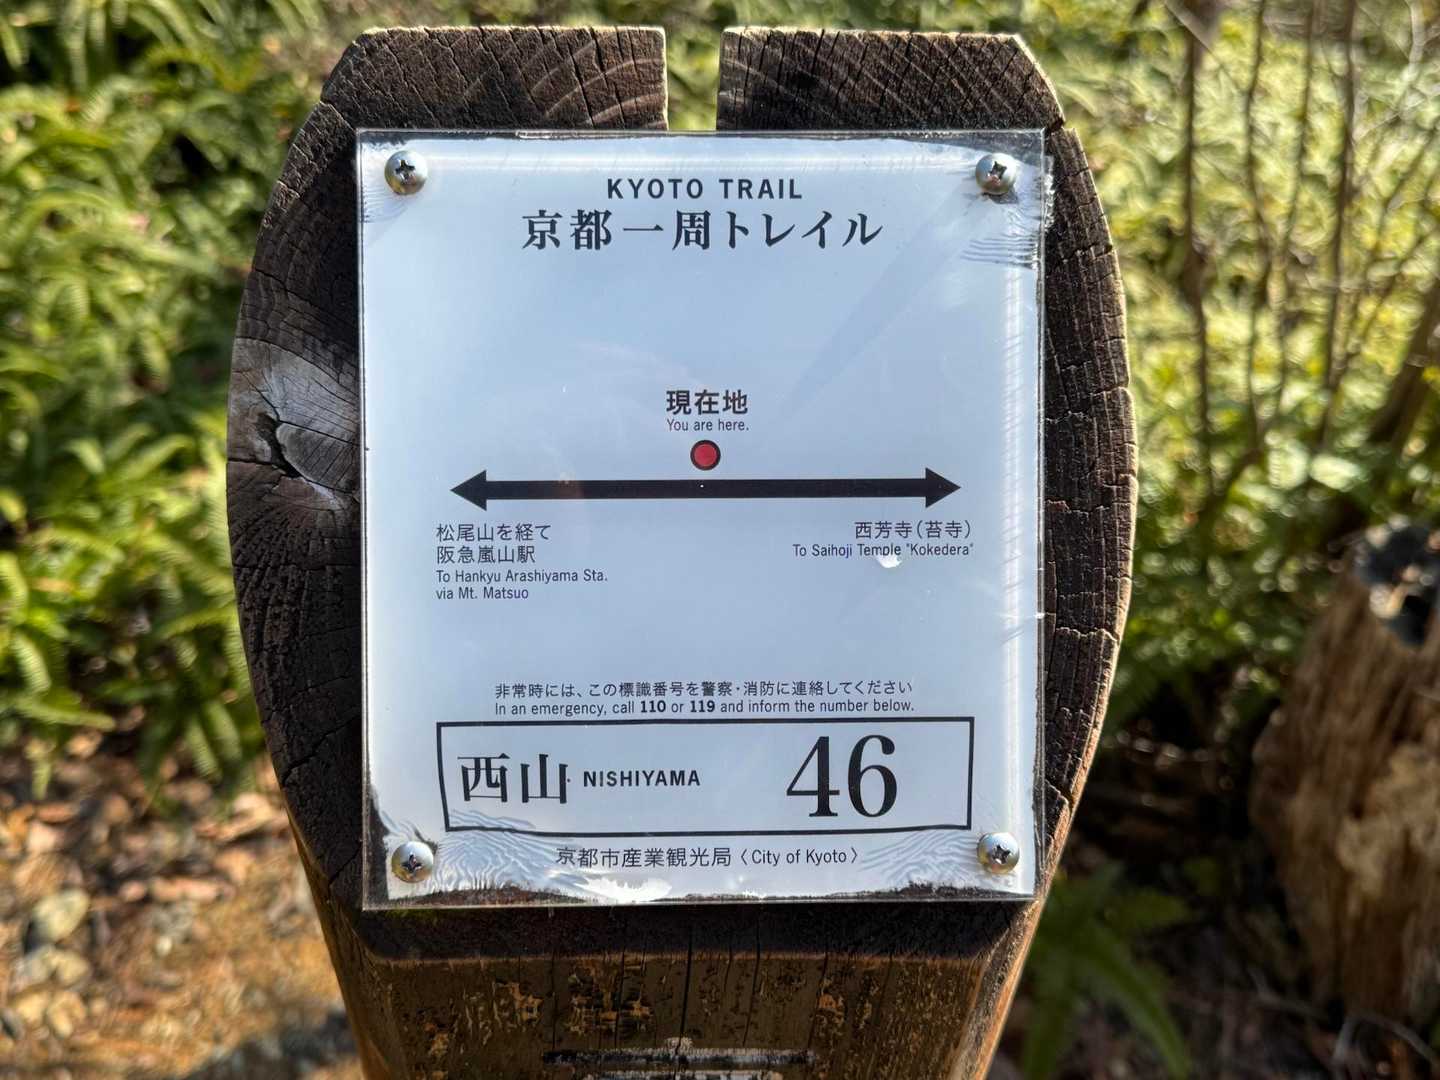 KYOTO TRAIL
京都一周トレイル
現在地
You are here.
松尾山を経て
阪急嵐山駅
To Hankyu Arashiyama Sta.
via Mt. Matsuo
西芳寺(苔寺)
To Saihoji Temple "Kokedera"
非常時には、この標識番号を警察・消防に連絡してください
In an emergency, call 110 or 119 and inform the number below.
西山 NISHIYAMA 46
京都市産業観光局〈City of Kyoto〉